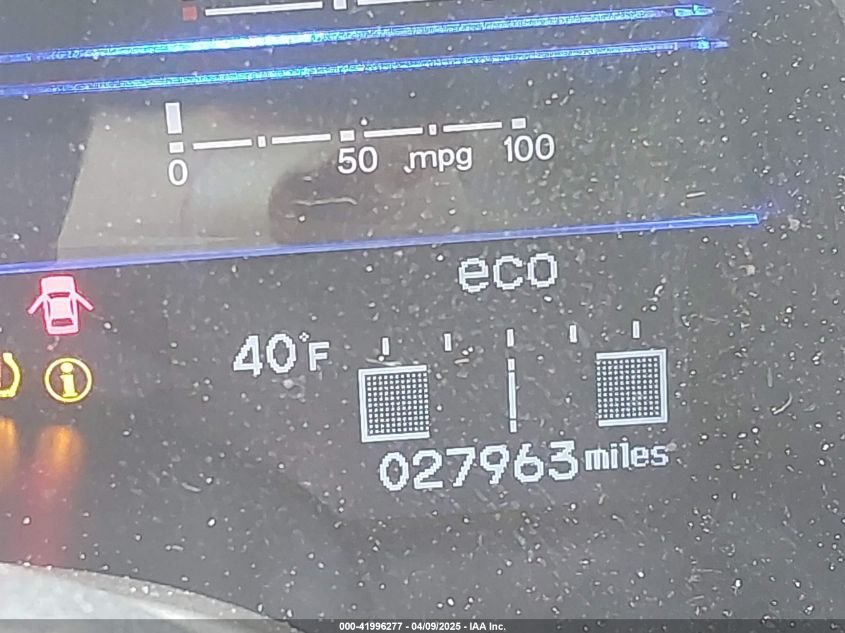 0 50 mpg 100
eco
40°F
027963 miles
000-41996277 - 04/09/2025 - IAA Inc.